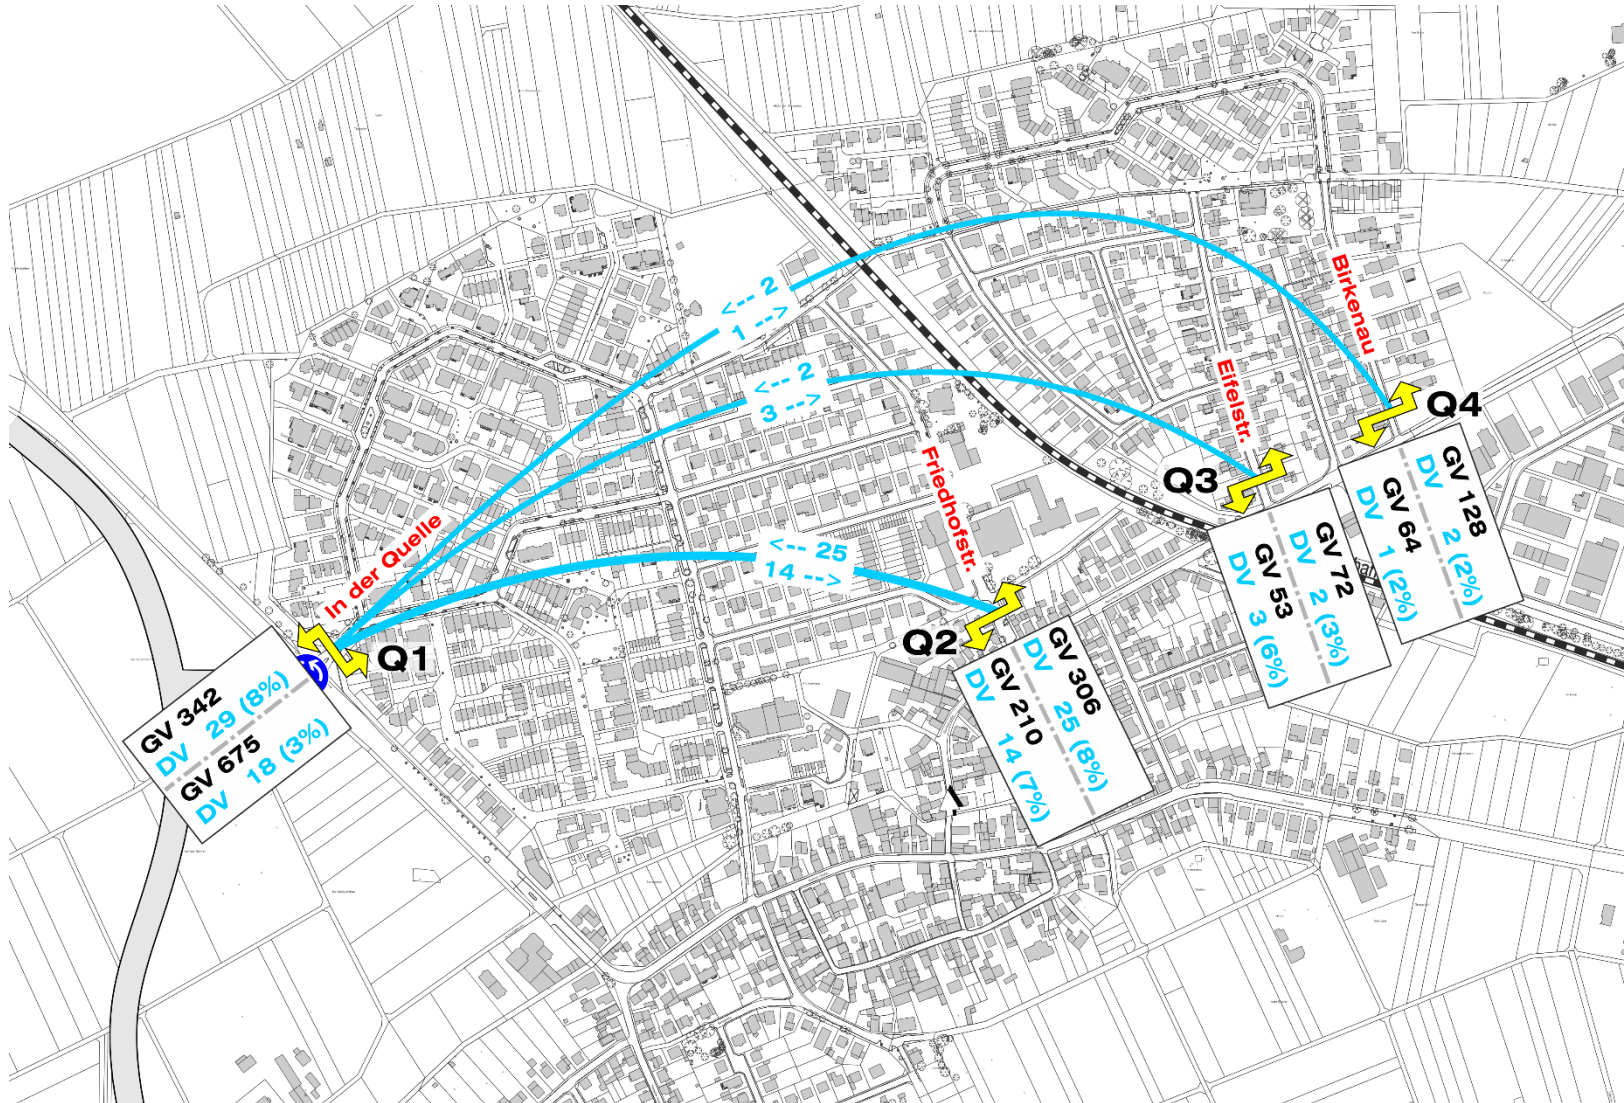 <-- 2
1 -->
<-- 2
3 -->
<-- 25
14 -->
Birkenau
Eifelstr.
Friedhofstr.
In der Quelle
Q4
Q3
Q2
Q1
GV 128
DV 2 (2%)
GV 64
DV 1 (2%)
GV 72
DV 2 (3%)
GV 53
DV 3 (6%)
GV 306
DV 25 (8%)
GV 210
DV 14 (7%)
GV 342
DV 29 (8%)
GV 675
DV 18 (3%)